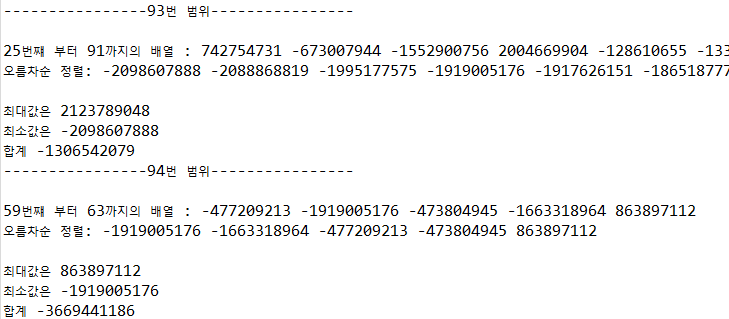 ----------------93번 범위----------------
25번째 부터 91까지의 배열 : 742754731 -673007944 -1552900756 2004669904 -128610655 -133
오름차순 정렬: -2098607888 -2088868819 -1995177575 -1919005176 -1917626151 -186518777
최대값은 2123789048
최소값은 -2098607888
합계 -1306542079
----------------94번 범위----------------
59번째 부터 63까지의 배열 : -477209213 -1919005176 -473804945 -1663318964 863897112
오름차순 정렬: -1919005176 -1663318964 -477209213 -473804945 863897112
최대값은 863897112
최소값은 -1919005176
합계 -3669441186